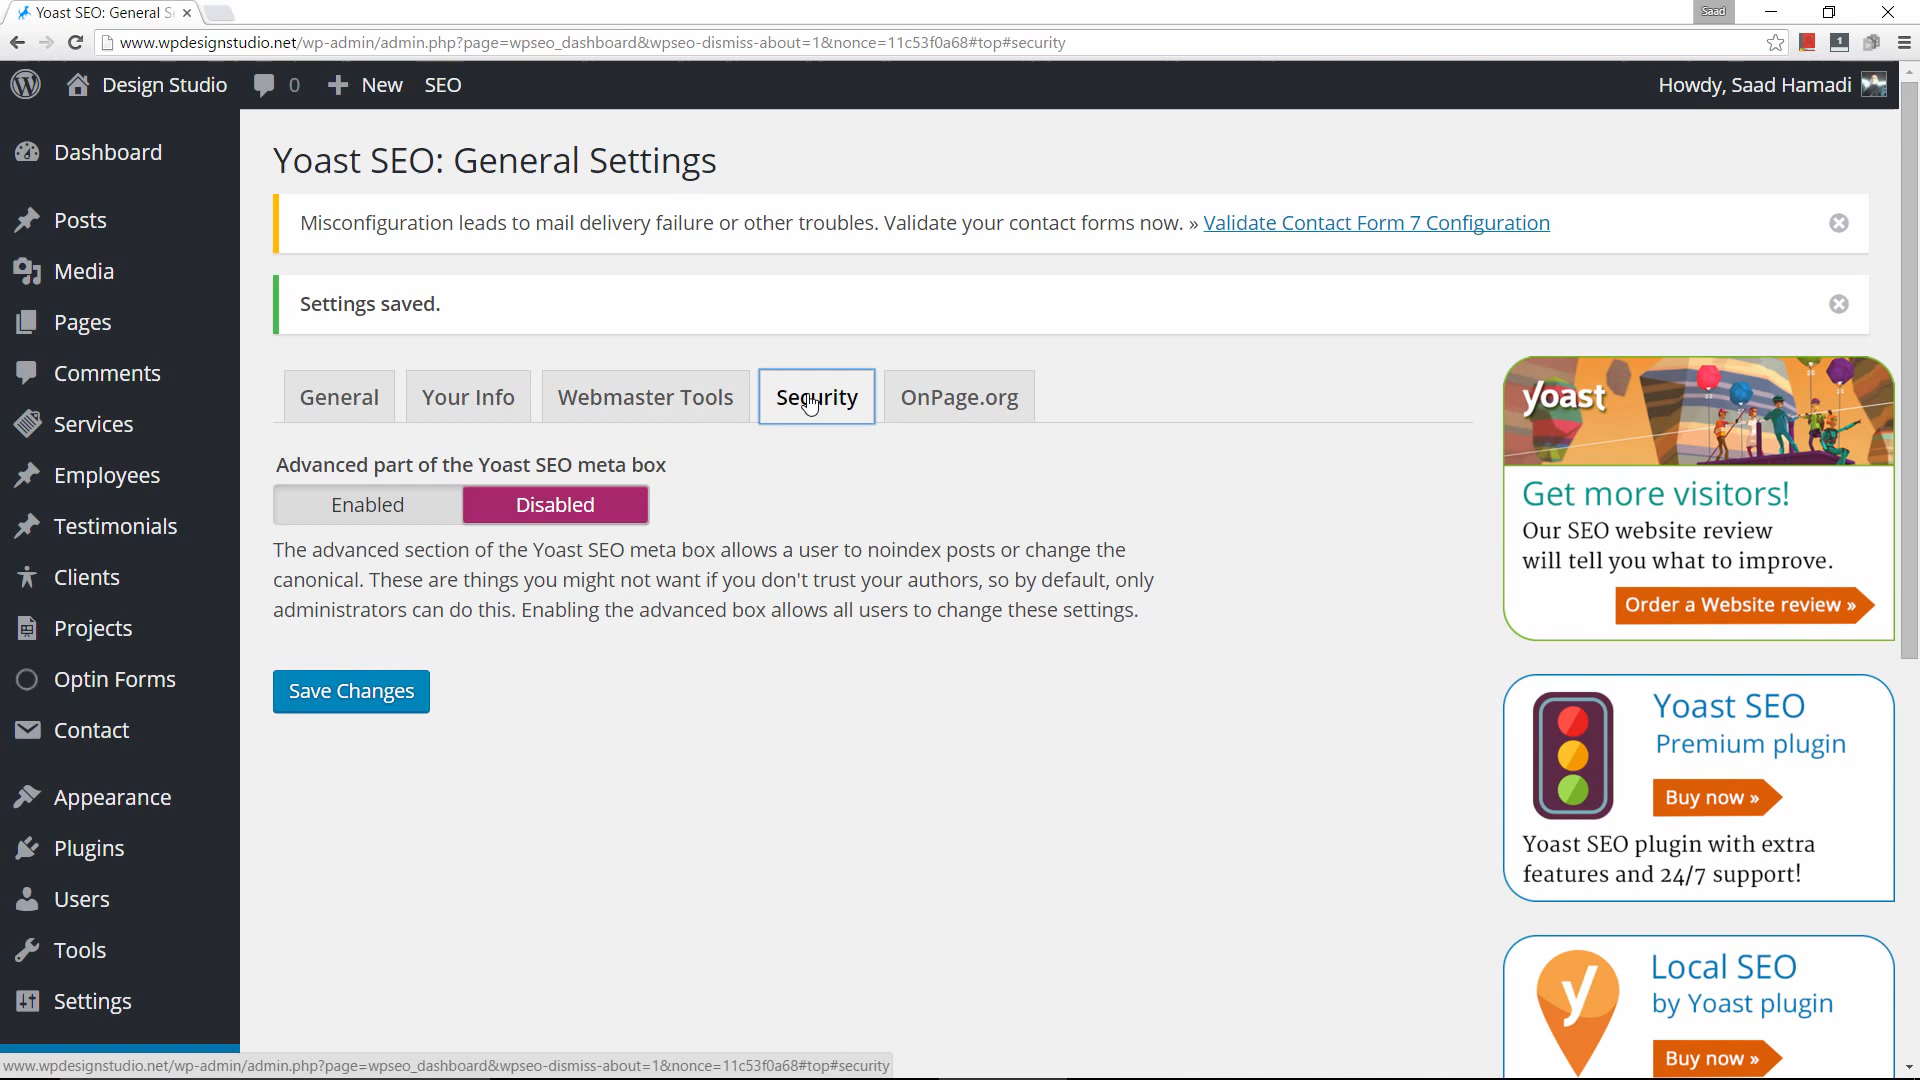 Yoast SEO: General S
Saad
www.wpdesignstudio.net/wp-admin/admin.php?page=wpseo_dashboard&wpseo-dismiss-about=1&nonce=11c53f0a68#top#security
1
Design Studio
0
New
SEO
Howdy, Saad Hamadi
Dashboard
Posts
Media
Pages
Comments
Services
Employees
Testimonials
Clients
Projects
Optin Forms
Contact
Appearance
Plugins
Users
Tools
Settings
Yoast SEO: General Settings
Misconfiguration leads to mail delivery failure or other troubles. Validate your contact forms now. » Validate Contact Form 7 Configuration
Settings saved.
General
Your Info
Webmaster Tools
Security
OnPage.org
Advanced part of the Yoast SEO meta box
Enabled
Disabled
The advanced section of the Yoast SEO meta box allows a user to noindex posts or change the
canonical. These are things you might not want if you don't trust your authors, so by default, only
administrators can do this. Enabling the advanced box allows all users to change these settings.
Save Changes
yoast
Get more visitors!
Our SEO website review
will tell you what to improve.
Order a Website review »
Yoast SEO
Premium plugin
Buy now »
Yoast SEO plugin with extra
features and 24/7 support!
Local SEO
by Yoast plugin
Buy now »
www.wpdesignstudio.net/wp-admin/admin.php?page=wpseo_dashboard&wpseo-dismiss-about=1&nonce=11c53f0a68#top#security